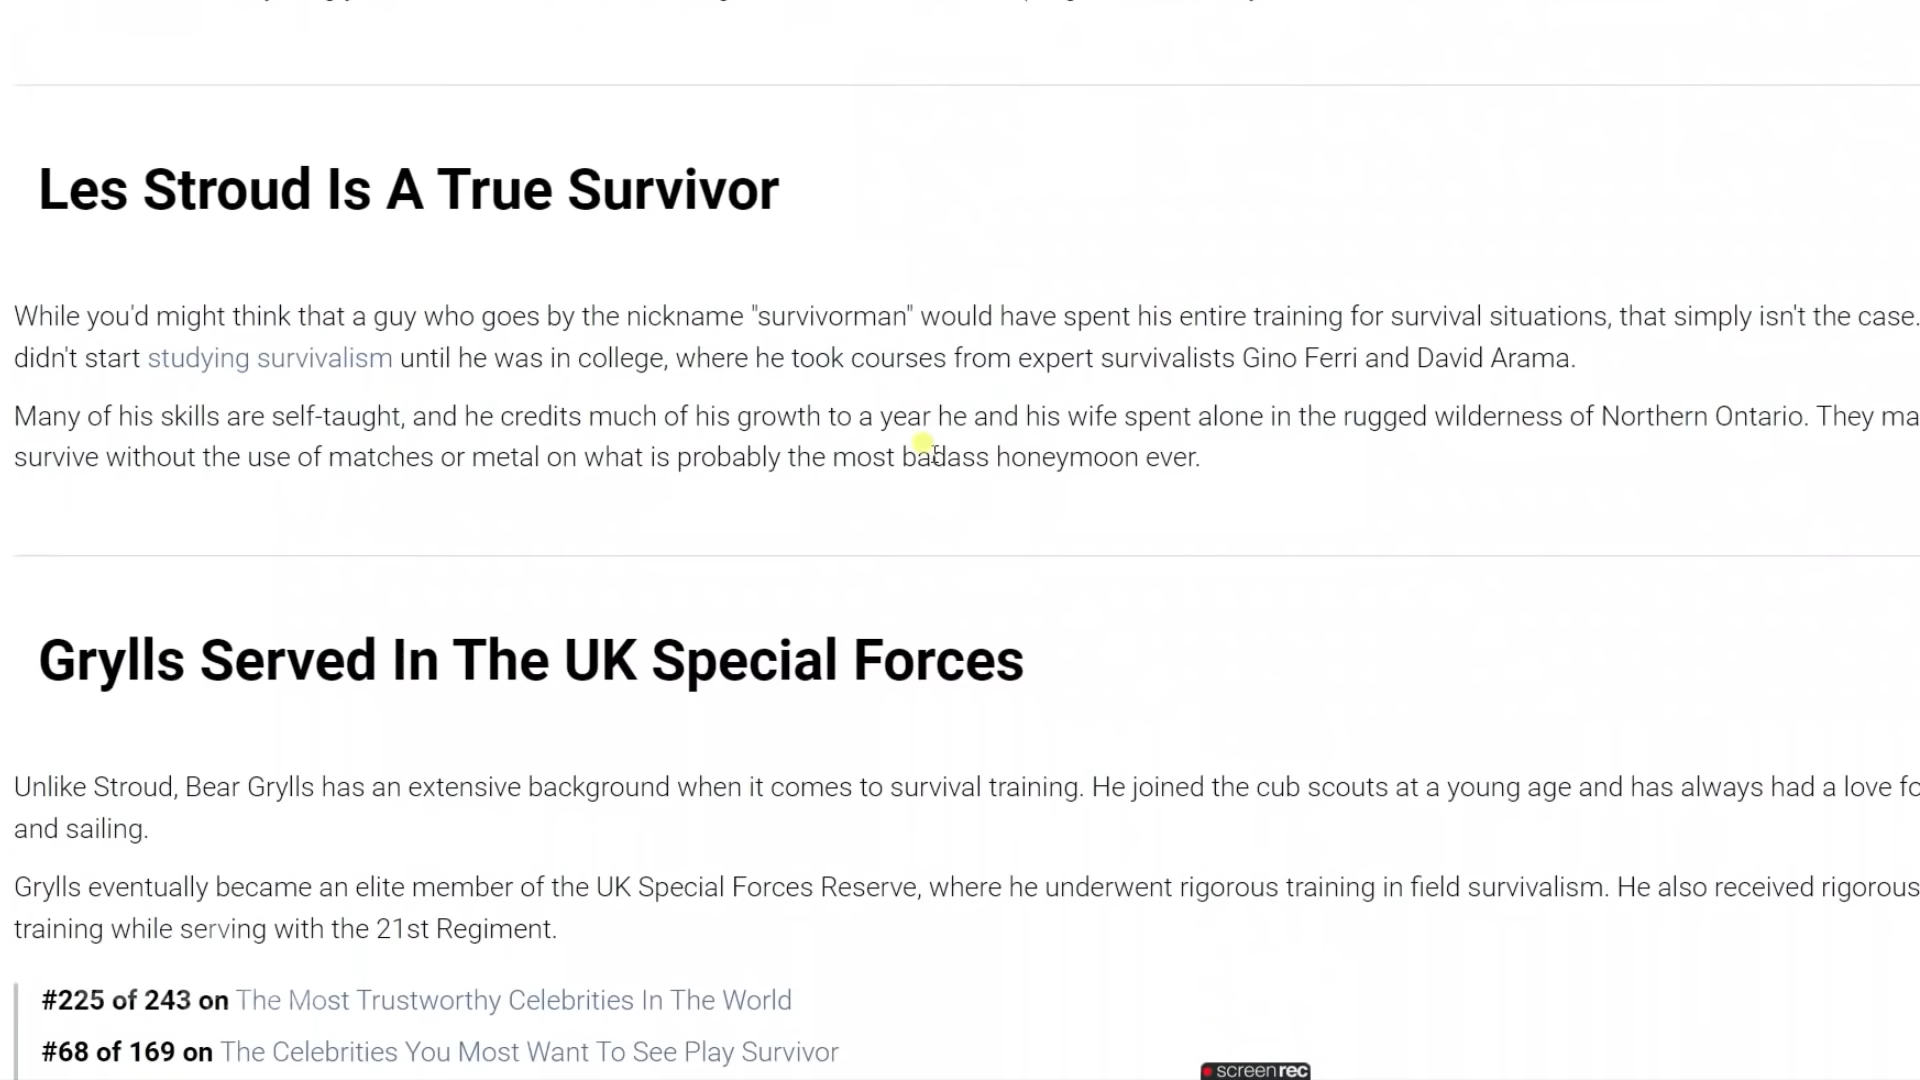 Les Stroud Is A True Survivor
While you'd might think that a guy who goes by the nickname "survivorman" would have spent his entire training for survival situations, that simply isn't the case.
didn't start studying survivalism until he was in college, where he took courses from expert survivalists Gino Ferri and David Arama.
Many of his skills are self-taught, and he credits much of his growth to a year he and his wife spent alone in the rugged wilderness of Northern Ontario. They ma
survive without the use of matches or metal on what is probably the most badass honeymoon ever.
Grylls Served In The UK Special Forces
Unlike Stroud, Bear Grylls has an extensive background when it comes to survival training. He joined the cub scouts at a young age and has always had a love fo
and sailing.
Grylls eventually became an elite member of the UK Special Forces Reserve, where he underwent rigorous training in field survivalism. He also received rigorous
training while serving with the 21st Regiment.
#225 of 243 on The Most Trustworthy Celebrities In The World
#68 of 169 on The Celebrities You Most Want To See Play Survivor
screenrec